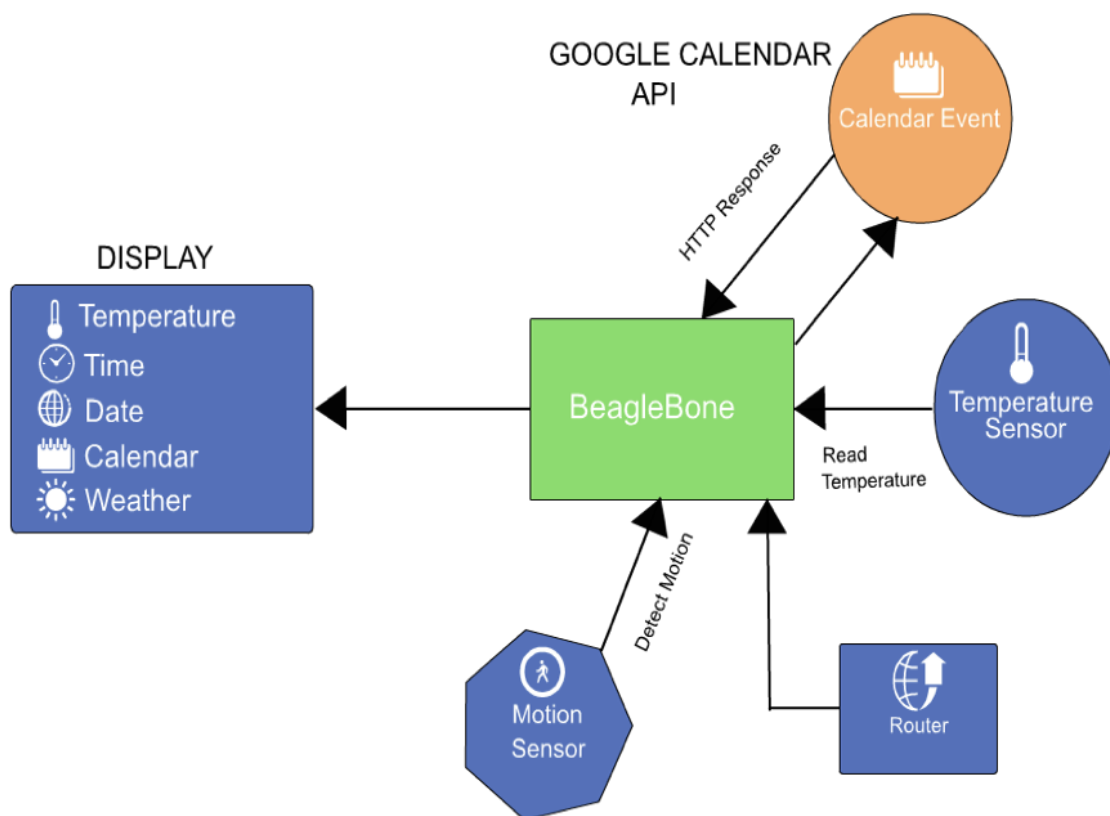 GOOGLE CALENDAR
API
Calendar Event
HTTP Response
DISPLAY
Temperature
Time
Date
Calendar
Weather
BeagleBone
Temperature
Sensor
Read
Temperature
Detect Motion
Motion
Sensor
Router